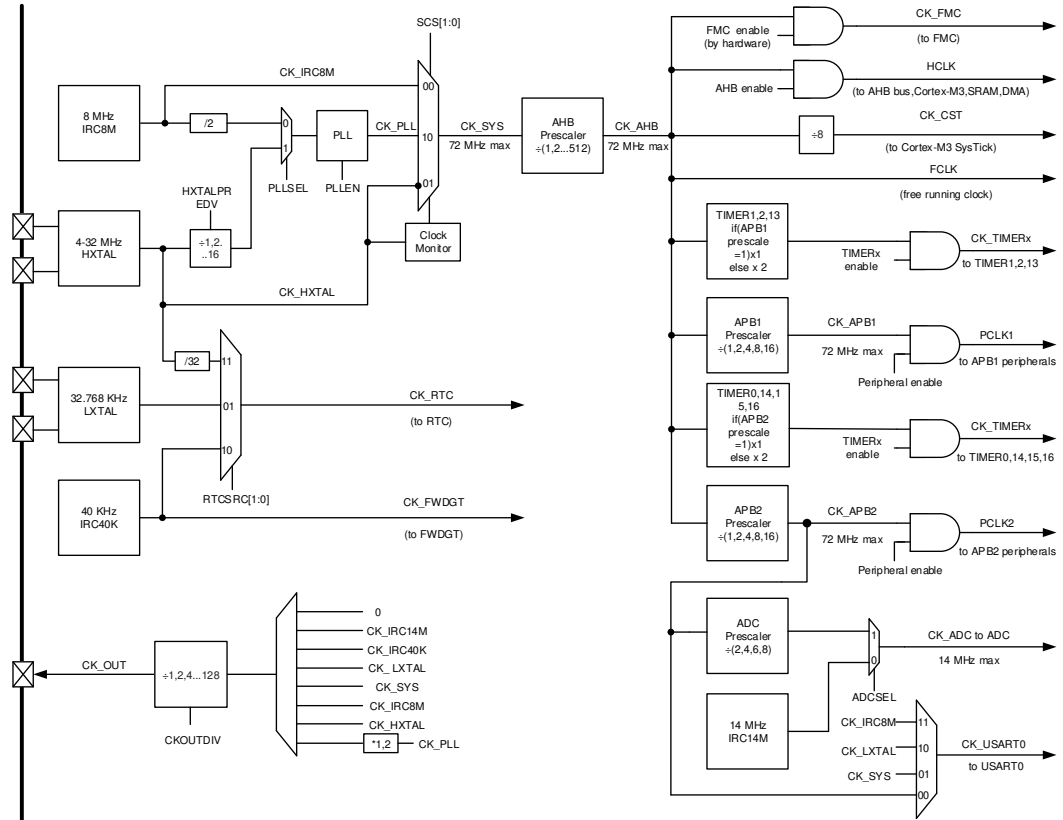 SCS[1:0]
CK_IRC8M
8 MHz
IRC8M
/2
0
1
PLLSEL
PLL
PLLEN
CK_PLL
00
10
01
CK_SYS
72 MHz max
AHB
Prescaler
÷(1,2...512)
CK_AHB
72 MHz max
Clock
Monitor
HXTALPR
EDV
÷1,2.
..16
4-32 MHz
HXTAL
CK_HXTAL
/32
11
01
10
RTCSRC[1:0]
32.768 KHz
LXTAL
CK_RTC
(to RTC)
40 KHz
IRC40K
CK_FWDGT
(to FWDGT)
CK_OUT
÷1,2,4...128
CKOUTDIV
0
CK_IRC14M
CK_IRC40K
CK_ LXTAL
CK_SYS
CK_IRC8M
CK_HXTAL
*1,2
CK_PLL
FMC enable
(by hardware)
CK_FMC
(to FMC)
AHB enable
HCLK
(to AHB bus,Cortex-M3,SRAM,DMA)
÷8
CK_CST
(to Cortex-M3 SysTick)
FCLK
(free running clock)
TIMER1,2,13
if(APB1
prescale
=1)x1
else x 2
TIMERx
enable
CK_TIMERx
to TIMER1,2,13
APB1
Prescaler
÷(1,2,4,8,16)
CK_APB1
72 MHz max
Peripheral enable
PCLK1
to APB1 peripherals
TIMER0,14,1
5,16
if(APB2
prescale
=1)x1
else x 2
TIMERx
enable
CK_TIMERx
to TIMER0,14,15,16
APB2
Prescaler
÷(1,2,4,8,16)
CK_APB2
72 MHz max
Peripheral enable
PCLK2
to APB2 peripherals
ADC
Prescaler
÷(2,4,6,8)
1
0
ADCSEL
CK_ADC to ADC
14 MHz max
14 MHz
IRC14M
CK_IRC8M
11
CK_LXTAL
10
CK_SYS
01
00
CK_USART0
to USART0